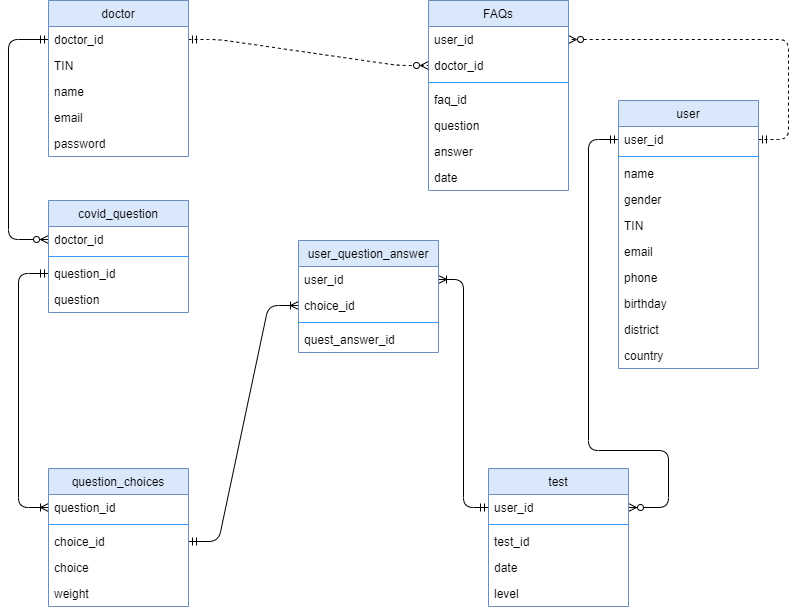 doctor
doctor_id
TIN
name
email
password
FAQs
user_id
doctor_id
faq_id
question
answer
date
user
user_id
name
gender
TIN
email
phone
birthday
district
country
covid_question
doctor_id
question_id
question
user_question_answer
user_id
choice_id
quest_answer_id
question_choices
question_id
choice_id
choice
weight
test
user_id
test_id
date
level